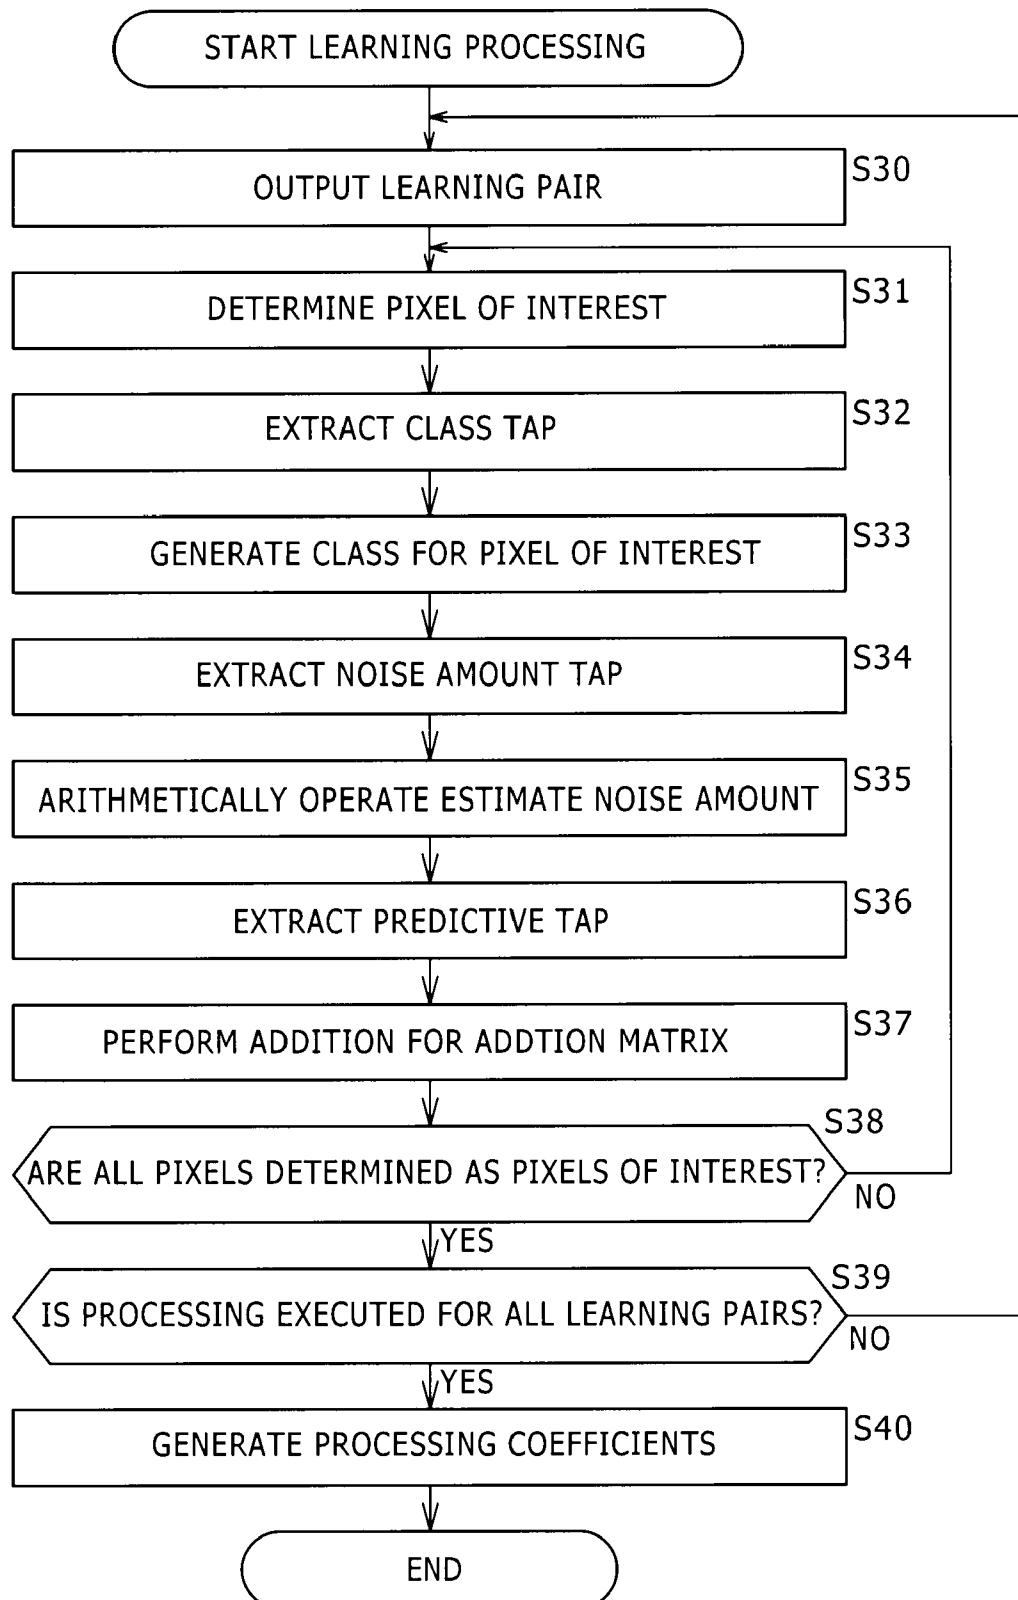 START LEARNING PROCESSING
OUTPUT LEARNING PAIR
S30
DETERMINE PIXEL OF INTEREST
S31
EXTRACT CLASS TAP
S32
GENERATE CLASS FOR PIXEL OF INTEREST
S33
EXTRACT NOISE AMOUNT TAP
S34
ARITHMETICALLY OPERATE ESTIMATE NOISE AMOUNT
S35
EXTRACT PREDICTIVE TAP
S36
PERFORM ADDITION FOR ADDTION MATRIX
S37
S38
ARE ALL PIXELS DETERMINED AS PIXELS OF INTEREST?
NO
YES
S39
IS PROCESSING EXECUTED FOR ALL LEARNING PAIRS?
NO
YES
GENERATE PROCESSING COEFFICIENTS
S40
END